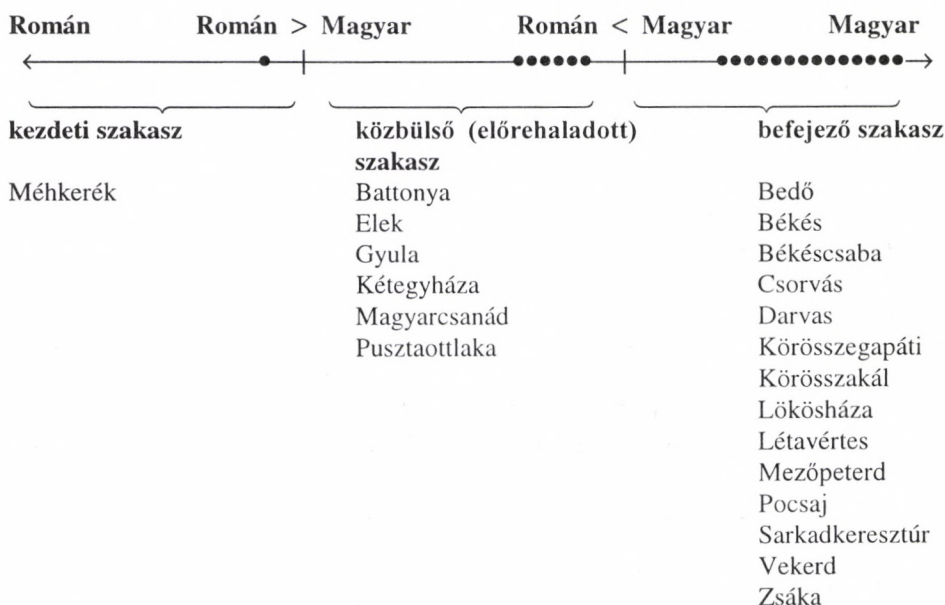 Román Román > Magyar Román < Magyar Magyar
kezdeti szakasz
Méhkerék
közbülső (előrehaladott)
szakasz
Battonya
Elek
Gyula
Kétegyháza
Magyarcsanád
Pusztaottlaka
befejező szakasz
Bedő
Békés
Békéscsaba
Csorvás
Darvas
Körösszegapáti
Körösszakál
Lökösháza
Létavértes
Mezőpeterd
Pocsaj
Sarkadkeresztúr
Vekerd
Zsáka